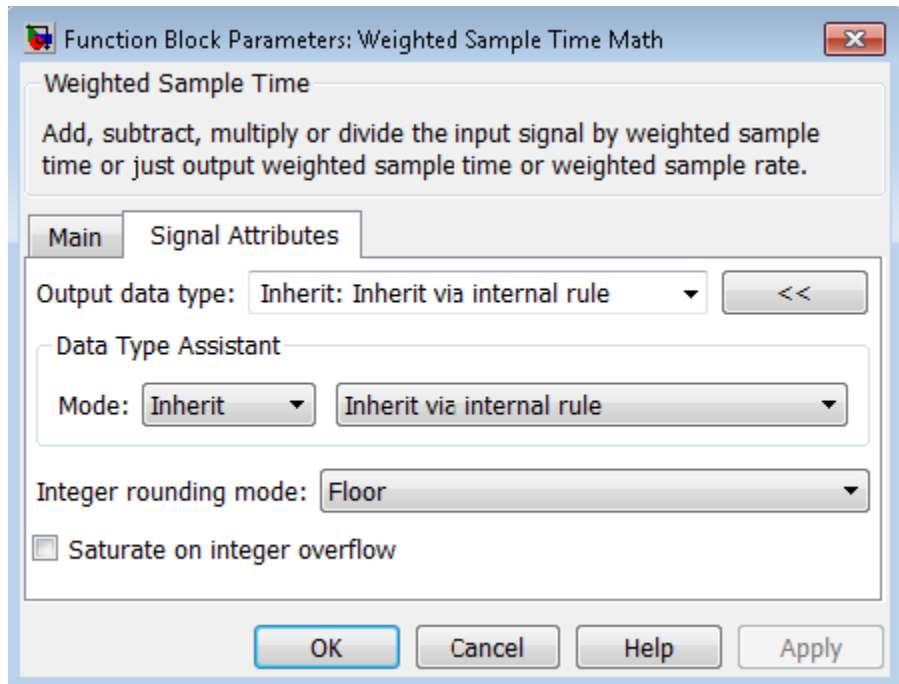 Function Block Parameters: Weighted Sample Time Math
Weighted Sample Time
Add, subtract, multiply or divide the input signal by weighted sample
time or just output weighted sample time or weighted sample rate.
Main Signal Attributes
Output data type: Inherit: Inherit via internal rule <<
Data Type Assistant
Mode: Inherit Inherit via internal rule
Integer rounding mode: Floor
Saturate on integer overflow
OK Cancel Help Apply